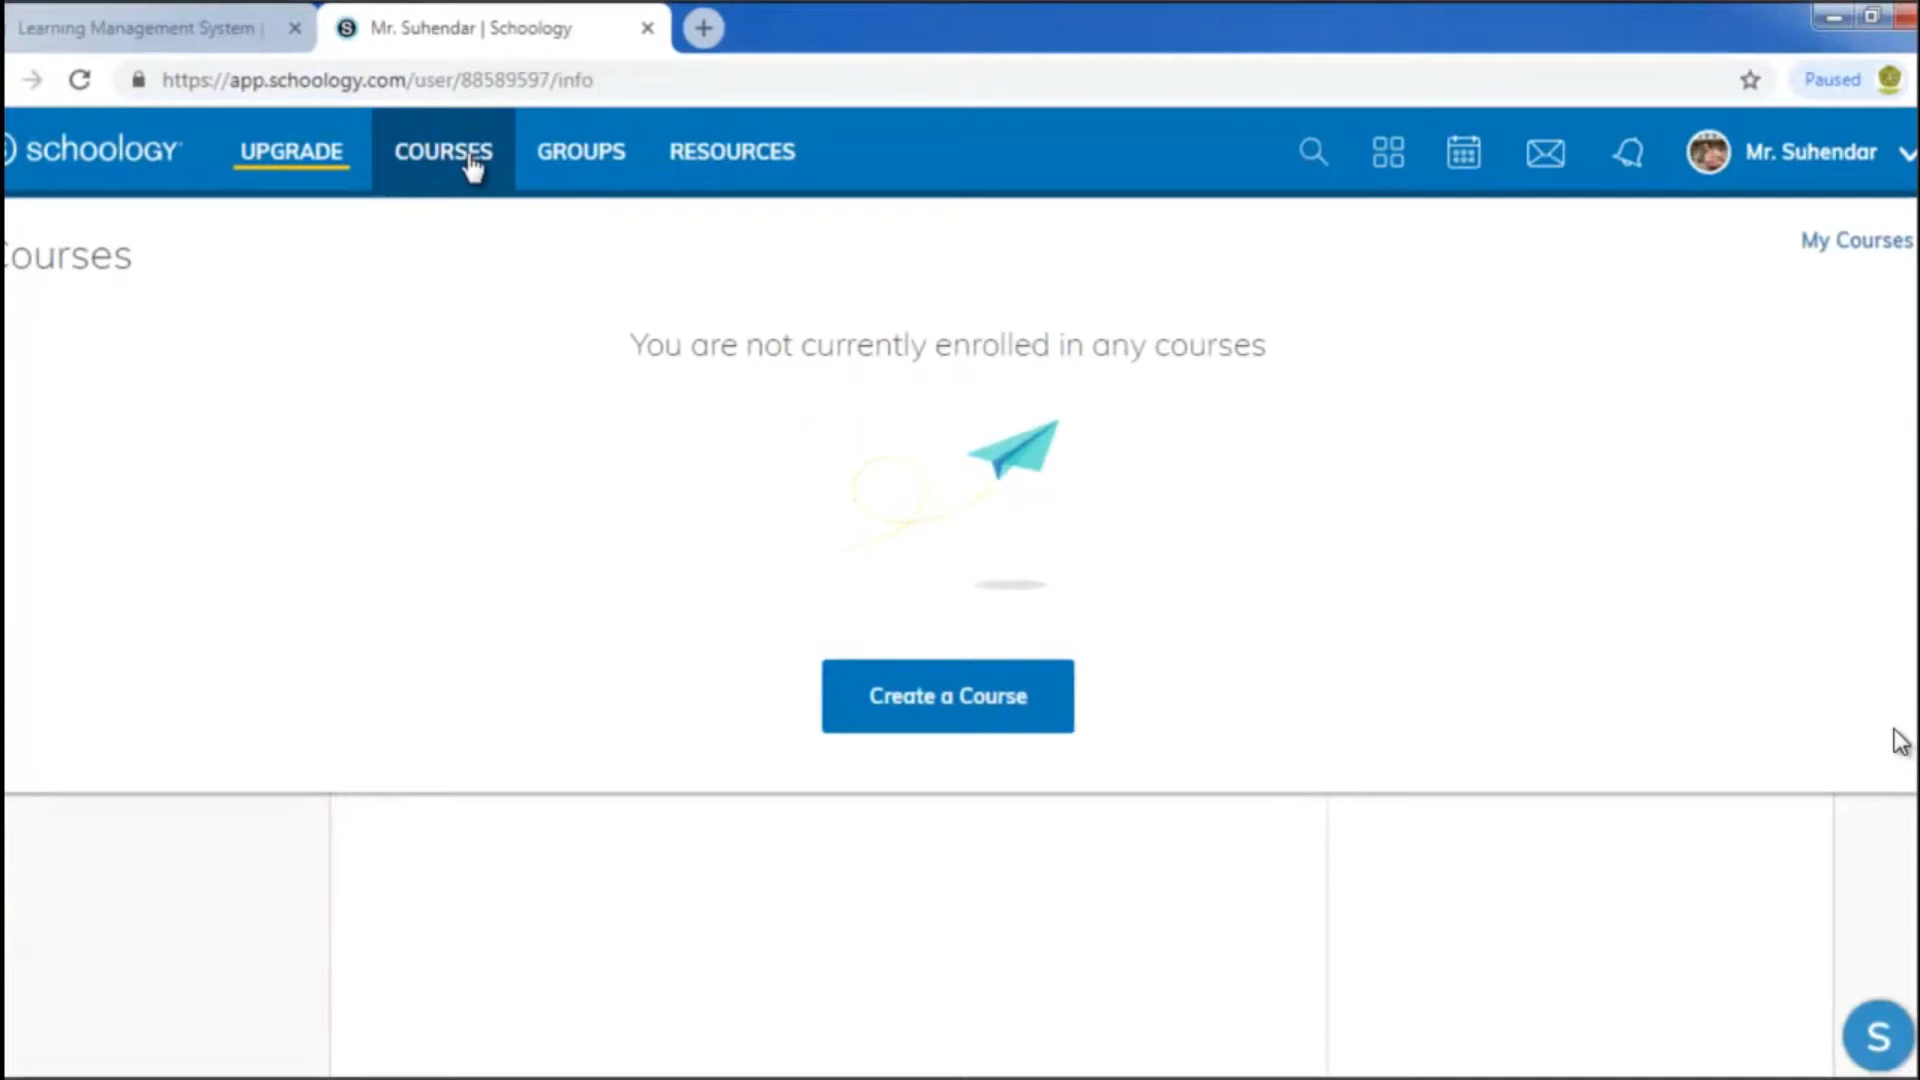 Learning Management System |
Mr. Suhendar | Schoology
https://app.schoology.com/user/88589597/info
Paused
schoology
UPGRADE
COURSES
GROUPS
RESOURCES
Mr. Suhendar
ourses
My Courses
You are not currently enrolled in any courses
Create a Course
S